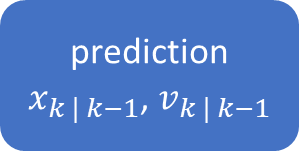 prediction
x_{k | k−1}, v_{k | k−1}